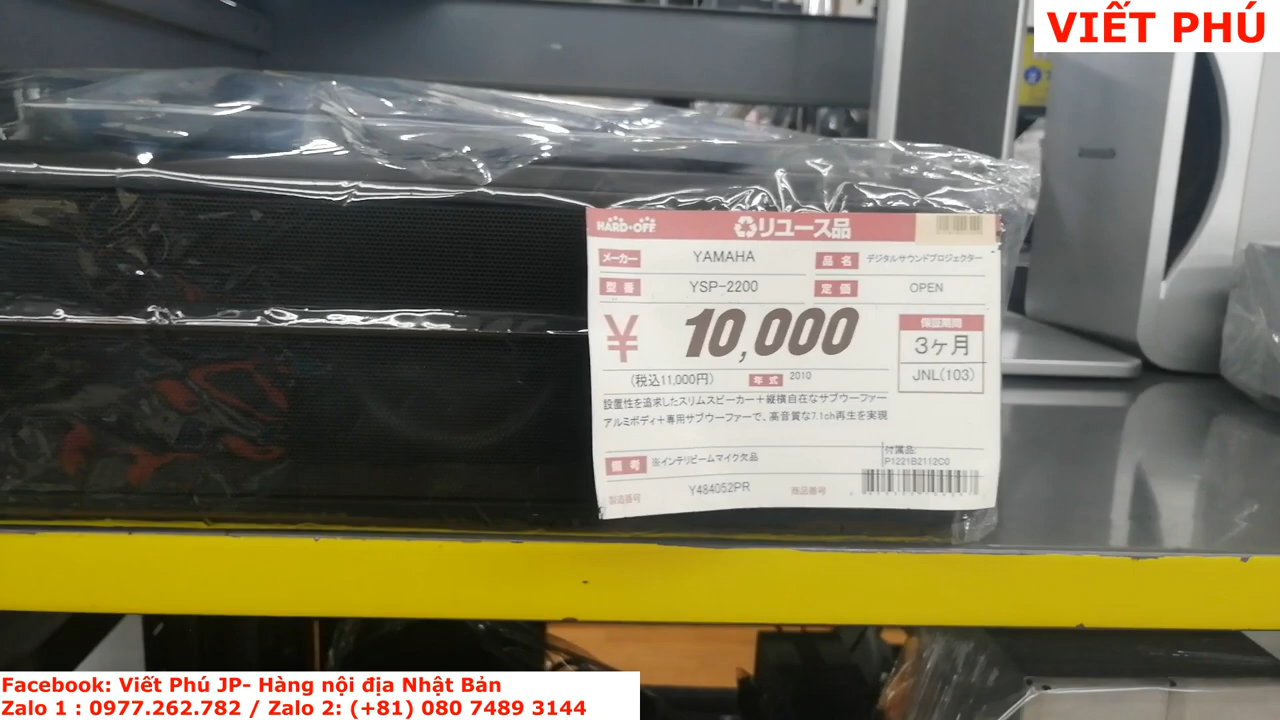 VIẾT PHÚ
HARD-OFF リユース品
メーカー YAMAHA 品名 デジタルサウンドプロジェクター
型番 YSP-2200 定価 OPEN
¥ 10,000
保証期間
3ヶ月
JNL(103)
(税込11,000円) 年式 2010
設置性を追求したスリムスピーカー＋縦横自在なサブウーファー
アルミボディ＋専用サブウーファーで、高音質な7.1ch再生を実現
付属品:
備考 ※インテリビームマイク欠品 P1221B2112C0
製造番号 Y484052PR 商品番号
Facebook: Viết Phú JP- Hàng nội địa Nhật Bản
Zalo 1 : 0977.262.782 / Zalo 2: (+81) 080 7489 3144